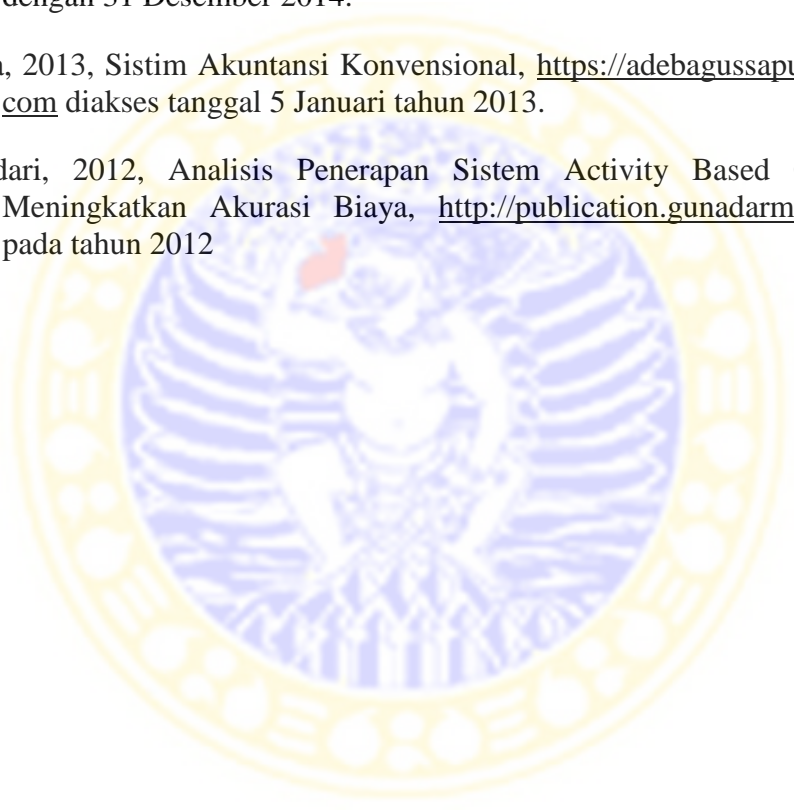 dengan 31 Desember 2014.
a, 2013, Sistim Akuntansi Konvensional, https://adebagussapu
com diakses tanggal 5 Januari tahun 2013.
dari, 2012, Analisis Penerapan Sistem Activity Based
Meningkatkan Akurasi Biaya, http://publication.gunadarm
pada tahun 2012